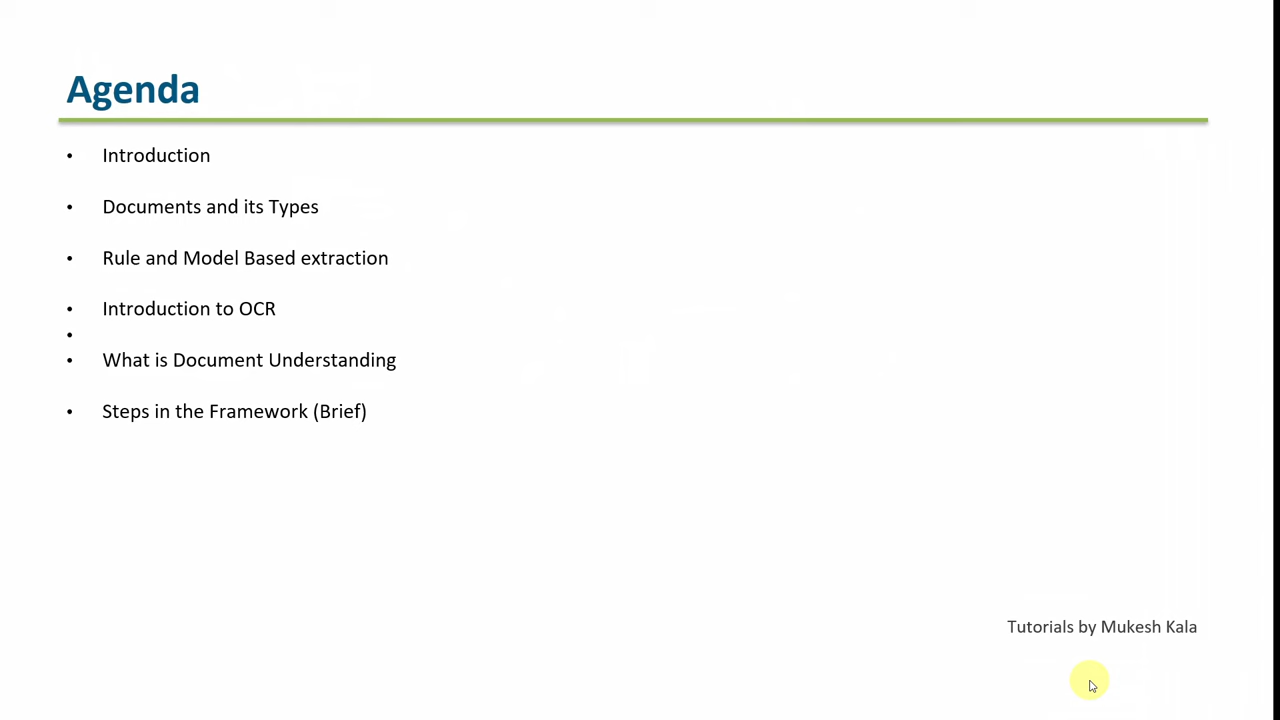 Agenda
• Introduction
• Documents and its Types
• Rule and Model Based extraction
• Introduction to OCR
•
• What is Document Understanding
• Steps in the Framework (Brief)
Tutorials by Mukesh Kala